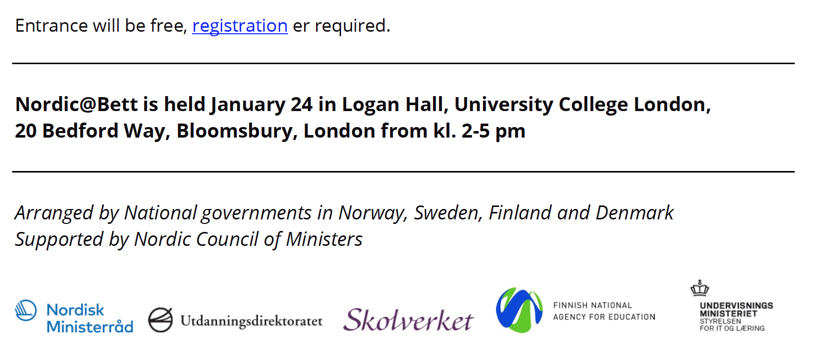 Entrance will be free, registration er required.
Nordic@Bett is held January 24 in Logan Hall, University College London,
20 Bedford Way, Bloomsbury, London from kl. 2-5 pm
Arranged by National governments in Norway, Sweden, Finland and Denmark
Supported by Nordic Council of Ministers
Nordisk
Ministerråd
Utdanningsdirektoratet
Skolverket
FINNISH NATIONAL
AGENCY FOR EDUCATION
UNDERVISNINGS
MINISTERIET
STYRELSEN
FOR IT OG LÆRING